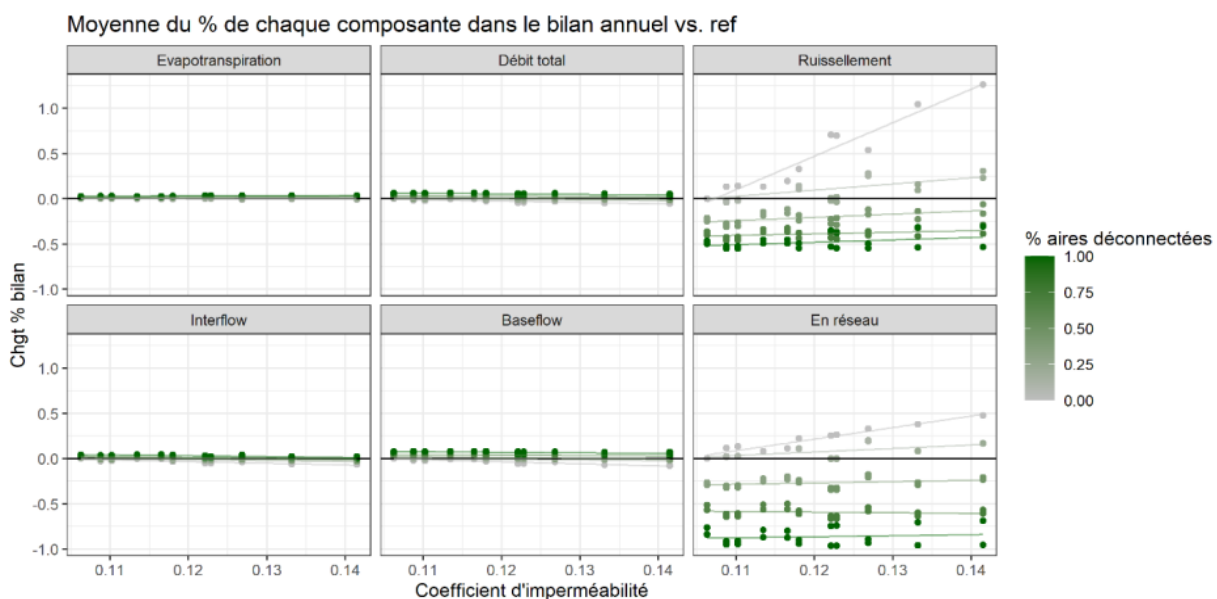 Moyenne du % de chaque composante dans le bilan annuel vs. ref
Evapotranspiration
Débit total
Ruissellement
1.0
0.5
0.0
-0.5
-1.0
Interflow
Baseflow
En réseau
1.0
0.5
0.0
-0.5
-1.0
0.11 0.12 0.13 0.14
0.11 0.12 0.13 0.14
0.11 0.12 0.13 0.14
Chgt % bilan
Coefficient d'imperméabilité
% aires déconnectées
1.00
0.75
0.50
0.25
0.00